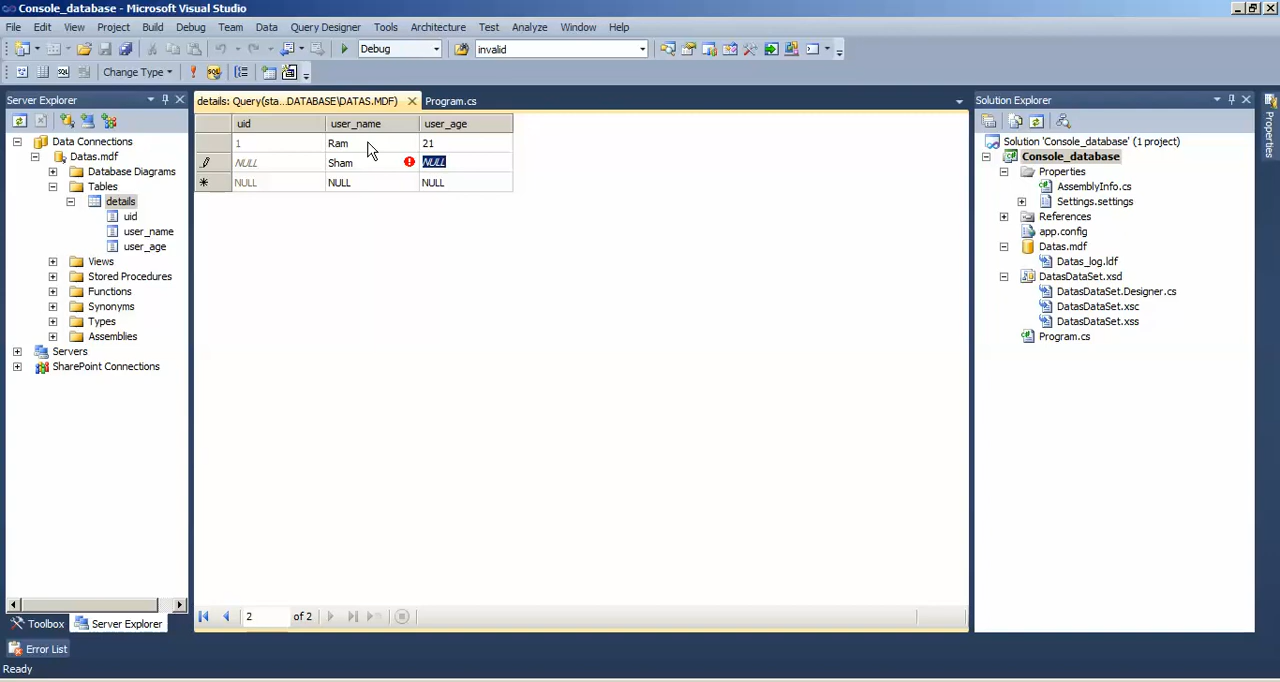 Console_database - Microsoft Visual Studio
File Edit View Project Build Debug Team Data Query Designer Tools Architecture Test Analyze Window Help
Debug invalid
Change Type
Server Explorer
Data Connections
Datas.mdf
Database Diagrams
Tables
details
uid
user_name
user_age
Views
Stored Procedures
Functions
Synonyms
Types
Assemblies
Servers
SharePoint Connections
Toolbox Server Explorer
details: Query(sta...DATABASE\DATAS.MDF) Program.cs
uid user_name user_age
1 Ram 21
NULL Sham NULL
NULL NULL NULL
2 of 2
Solution Explorer
Solution 'Console_database' (1 project)
Console_database
Properties
AssemblyInfo.cs
Settings.settings
References
app.config
Datas.mdf
Datas_log.ldf
DatasDataSet.xsd
DatasDataSet.Designer.cs
DatasDataSet.xsc
DatasDataSet.xss
Program.cs
Properties
Error List
Ready